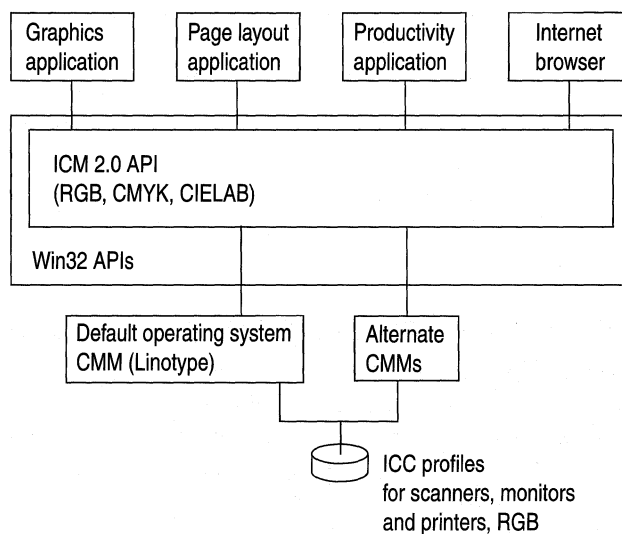 Graphics
application
Page layout
application
Productivity
application
Internet
browser
ICM 2.0 API
(RGB, CMYK, CIELAB)
Win32 APIs
Default operating system
CMM (Linotype)
Alternate
CMMs
ICC profiles
for scanners, monitors
and printers, RGB